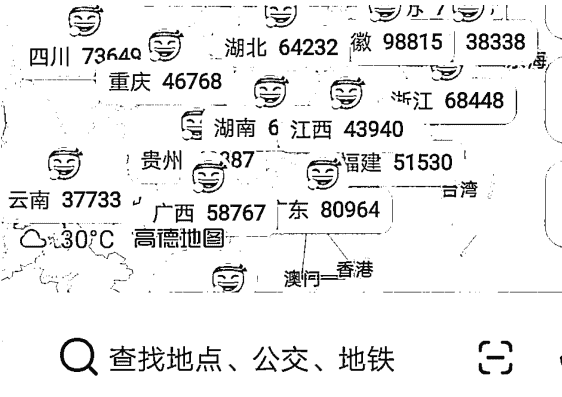 四川 73649
湖北 64232
徽 98815
38338
重庆 46768
浙江 68448
湖南 6
江西 43940
贵州 387
福建 51530
云南 37733
广西 58767
东 80964
台湾
30°C 高德地图
澳门
香港
查找地点、公交、地铁